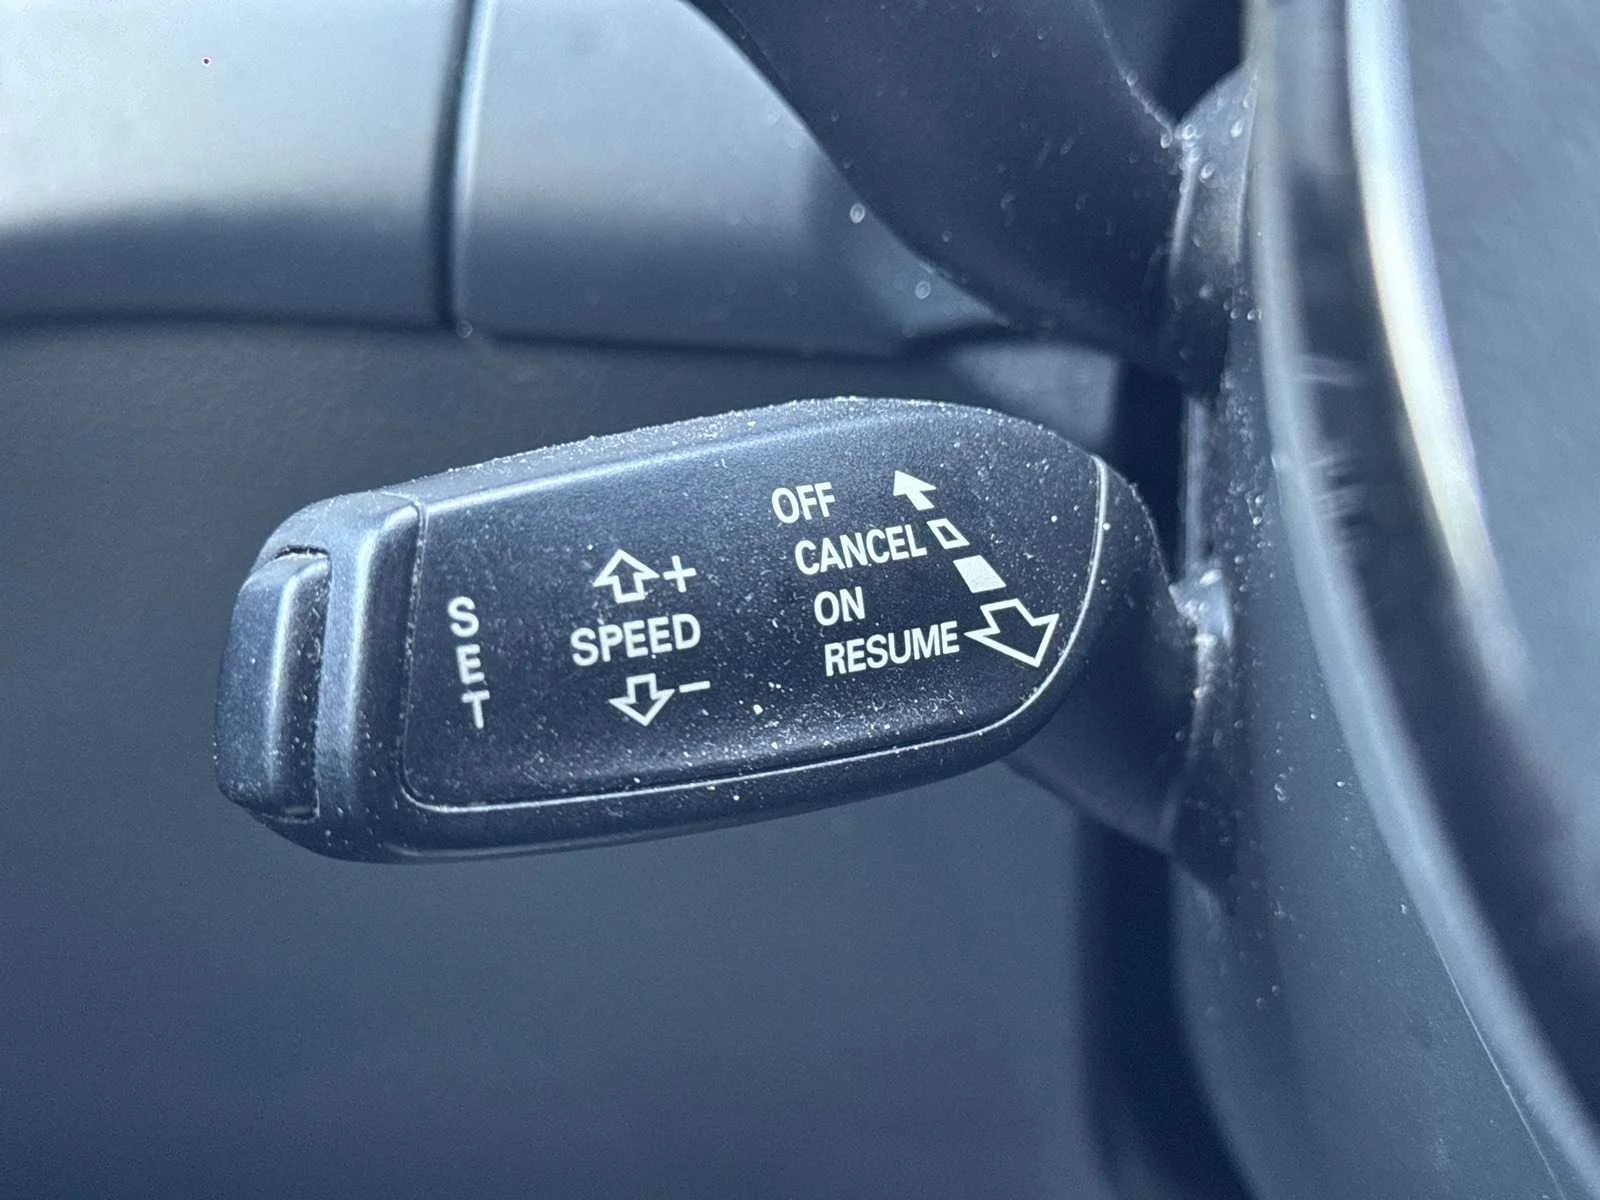 OFF
CANCEL
ON
RESUME
+
SPEED
-
SET